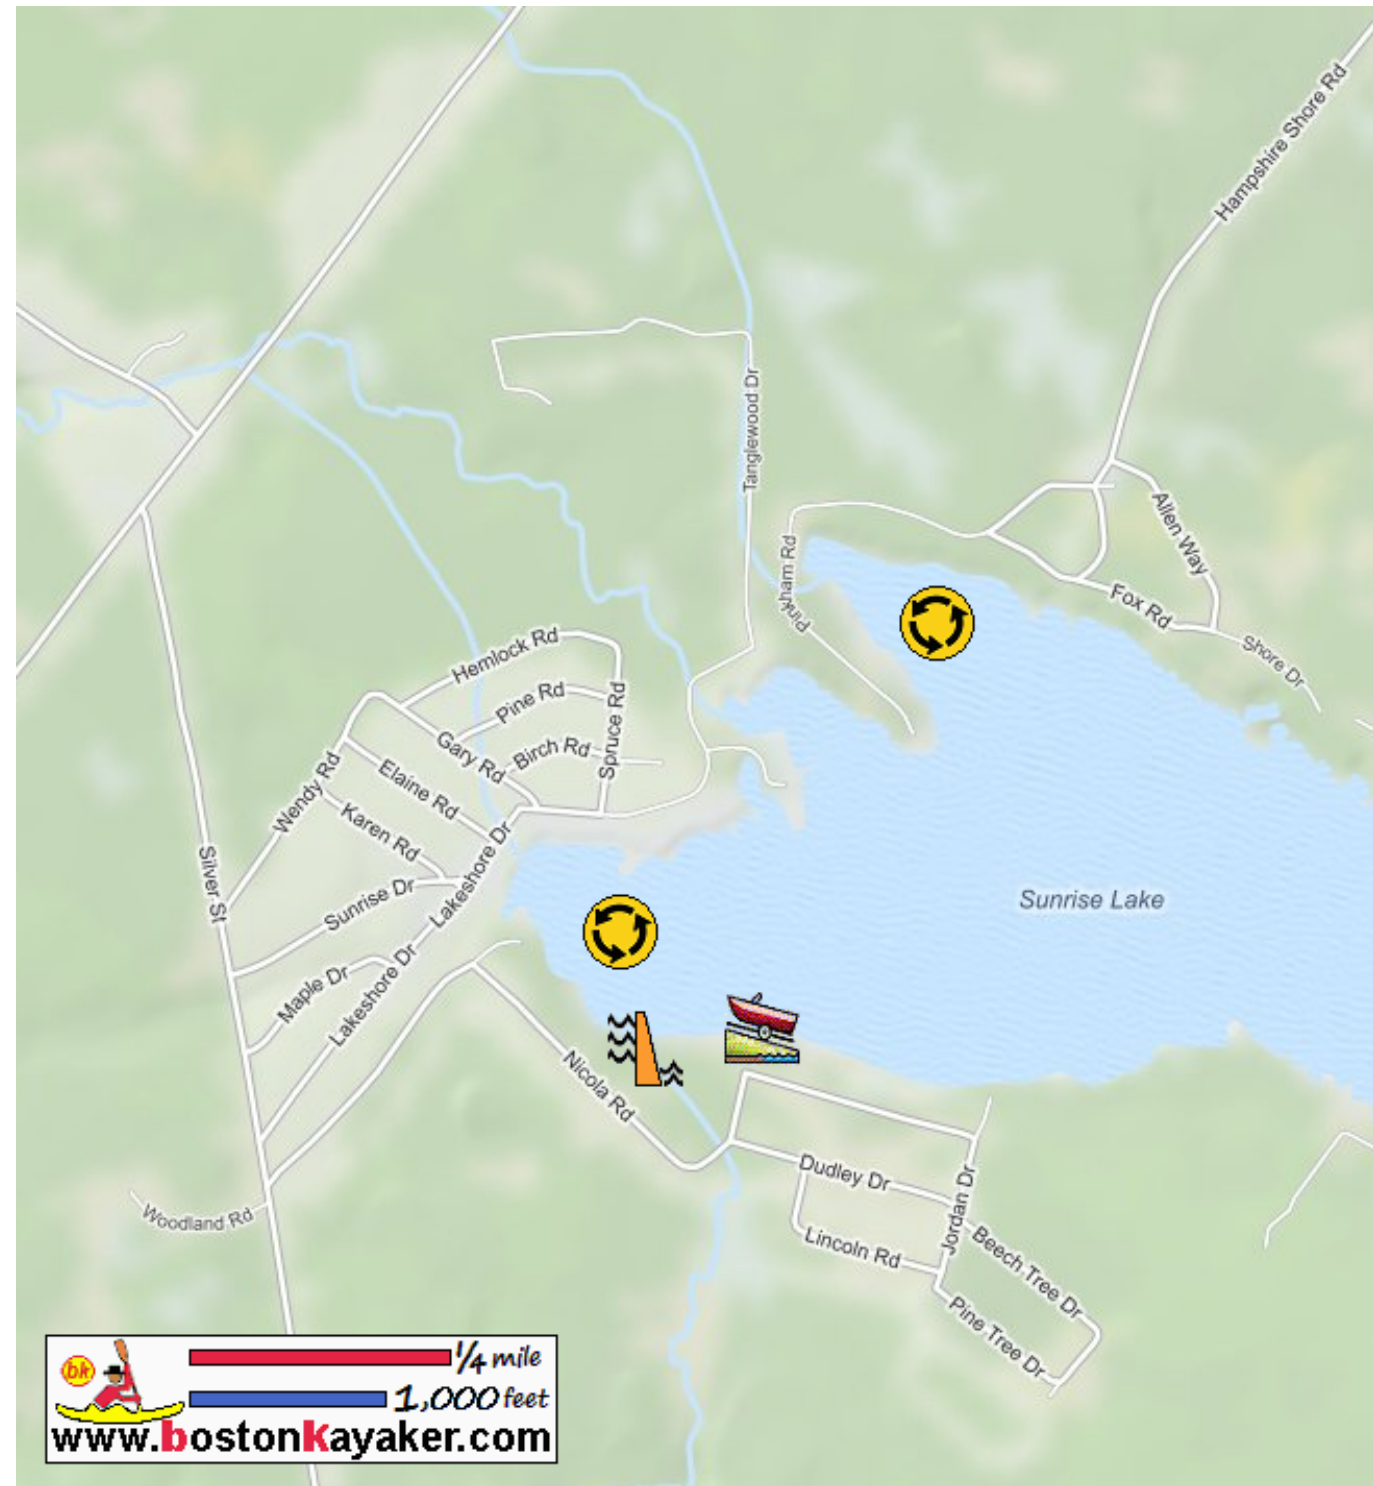 Hampshire Shore Rd
Tanglewood Dr
Allen Way
Pinkham Rd
Pinkham
Fox Rd
Shore Dr
Hemlock Rd
Pine Rd
Spruce Rd
Gary Rd
Birch Rd
Wendy Rd
Elaine Rd
Karen Rd
Silver St
Lakeshore Dr
Sunrise Dr
Sunrise Lake
Maple Dr
Lakeshore Dr
Nicola Rd
Dudley Dr
Woodland Rd
Jordan Dr
Lincoln Rd
Beech Tree Dr
Pine Tree Dr
bk
1/4 mile
1,000 feet
www.bostonkayaker.com